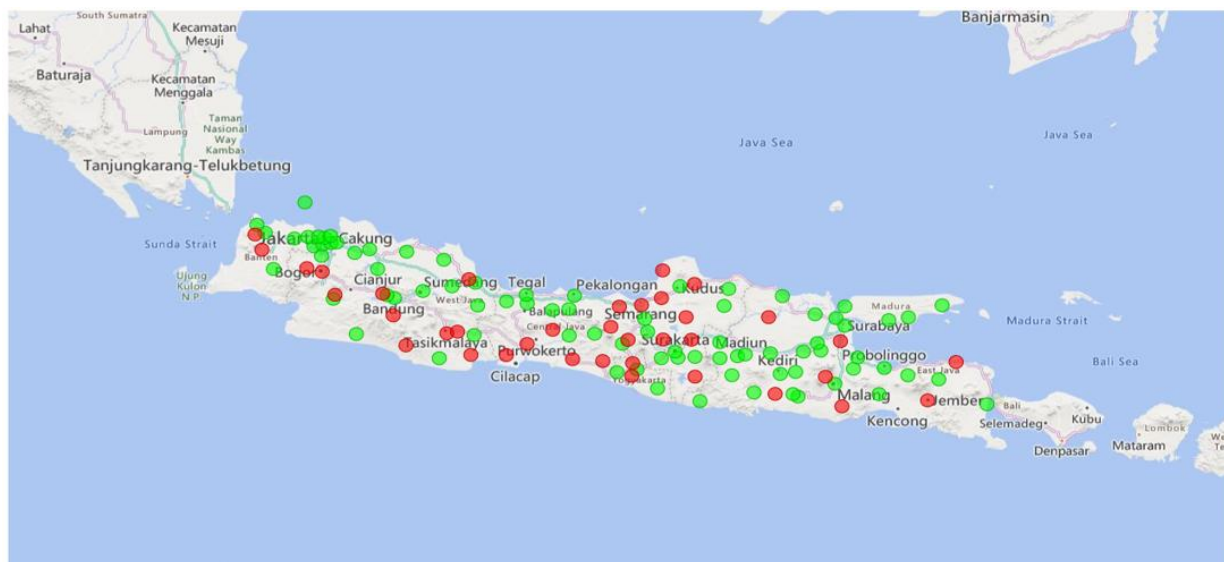 South Sumatra
Lahat
Kecamatan
Mesuji
Banjarmasin
Baturaja
Kecamatan
Menggala
Taman
Nasional
Way
Kambas
Lampung
Java Sea
Java Sea
Tanjungkarang-Telukbetung
Sunda Strait
Jakarta
Cakung
Banten
Ujung
Kulon
N.P.
Bogor
Cianjur
Sumedang
Tegal
Pekalongan
Kudus
Madura
West Java
Bandung
Balapulang
Semarang
Surabaya
Madura Strait
Central Java
Tasikmalaya
Purwokerto
Surakarta
Madiun
Probolinggo
Bali Sea
Cilacap
Yogyakarta
Kediri
East Java
Malang
Jember
Bali
Kubu
Kencong
Selemadeg
Lombok
Denpasar
Mataram